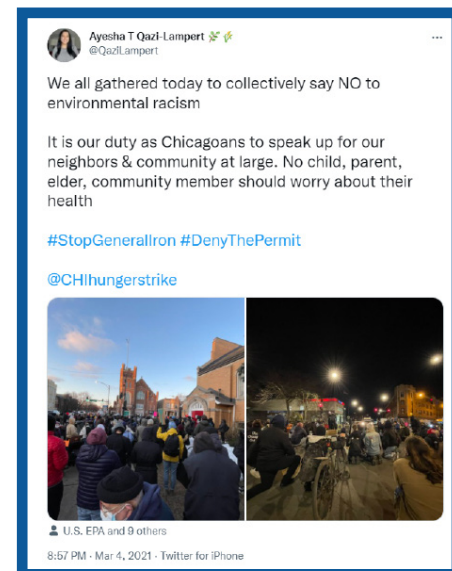 Ayesha T Qazi-Lampert
@QaziLampert
We all gathered today to collectively say NO to
environmental racism
It is our duty as Chicagoans to speak up for our
neighbors & community at large. No child, parent,
elder, community member should worry about their
health
#StopGeneralIron #DenyThePermit
@CHIhungerstrike
U.S. EPA and 9 others
8:57 PM · Mar 4, 2021 · Twitter for iPhone